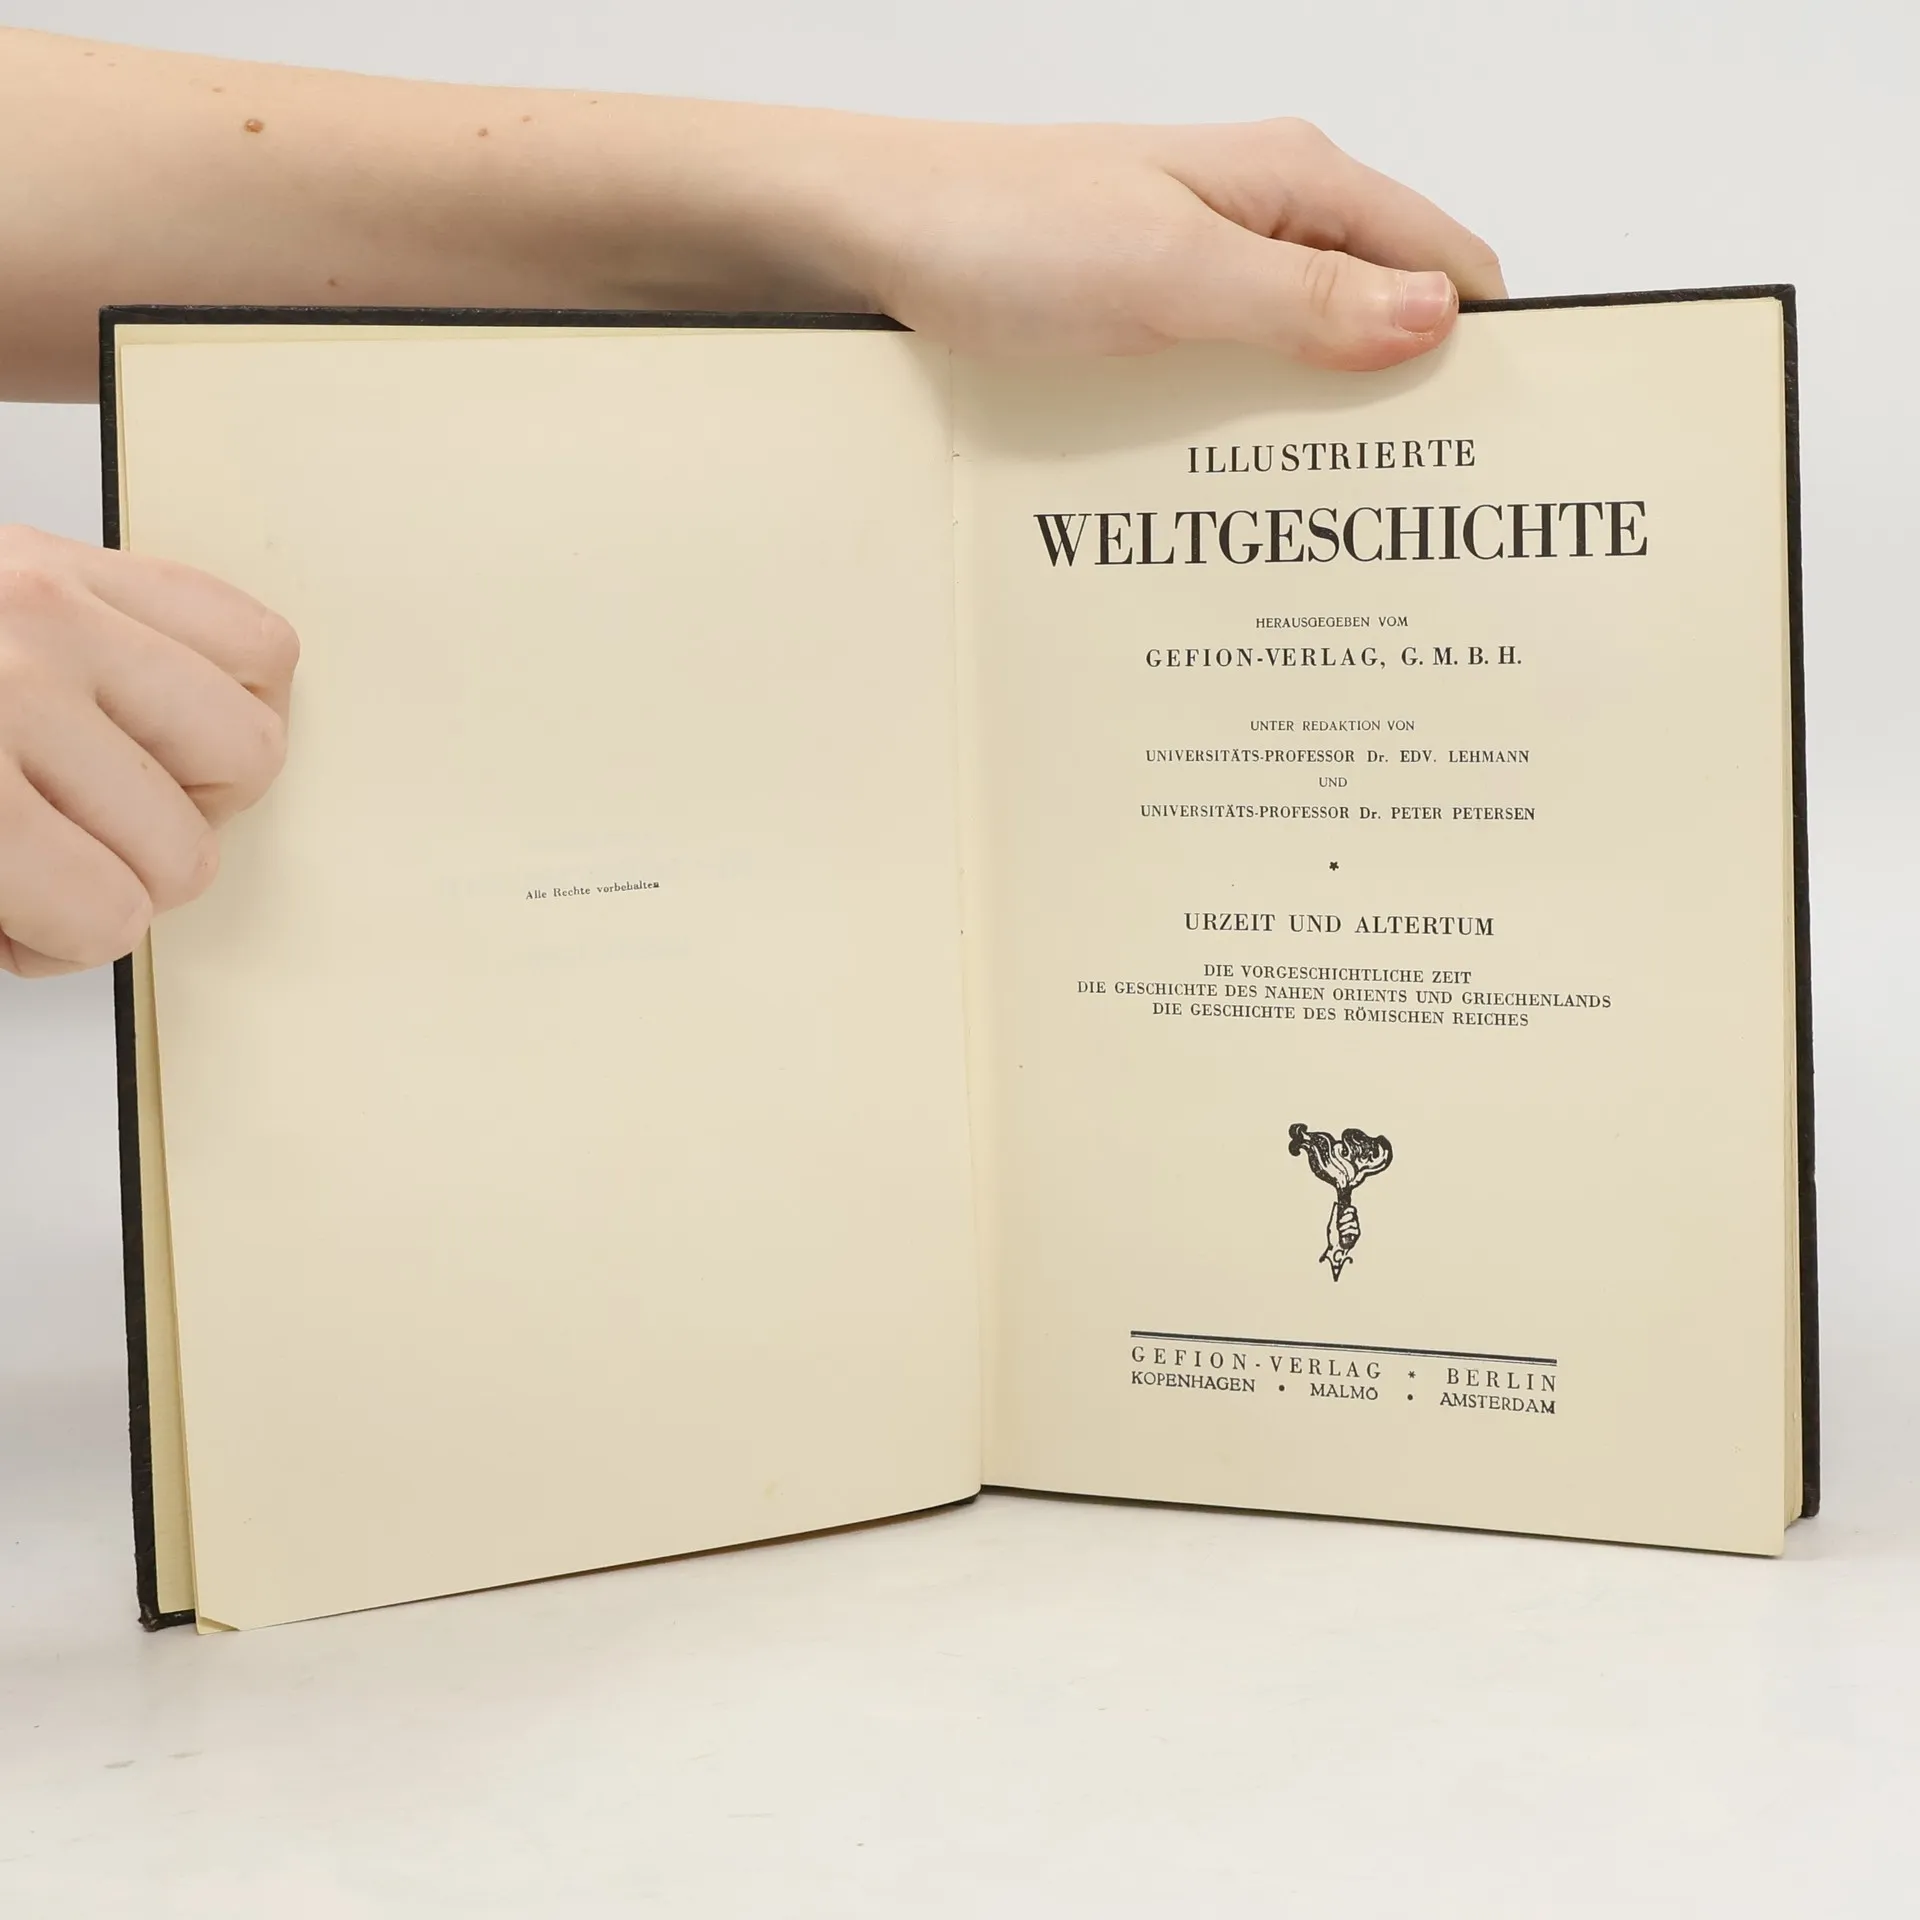 Alle Rechte vorbehalten
ILLUSTRIERTE
WELTGESCHICHTE
HERAUSGEGEBEN VOM
GEFION-VERLAG, G. M. B. H.
UNTER REDAKTION VON
UNIVERSITÄTS-PROFESSOR Dr. EDV. LEHMANN
UND
UNIVERSITÄTS-PROFESSOR Dr. PETER PETERSEN
*
URZEIT UND ALTERTUM
DIE VORGESCHICHTLICHE ZEIT
DIE GESCHICHTE DES NAHEN ORIENTS UND GRIECHENLANDS
DIE GESCHICHTE DES RÖMISCHEN REICHES
GEFION-VERLAG * BERLIN
KOPENHAGEN • MALMÖ • AMSTERDAM